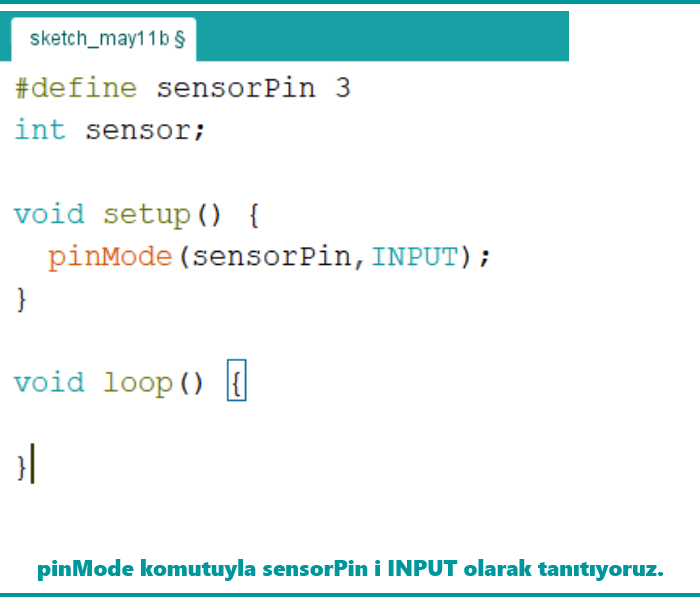 sketch_may11b §
#define sensorPin 3
int sensor;
void setup() {
pinMode(sensorPin,INPUT);
}
void loop() {
}
pinMode komutuyla sensorPin i INPUT olarak tanıtıyoruz.